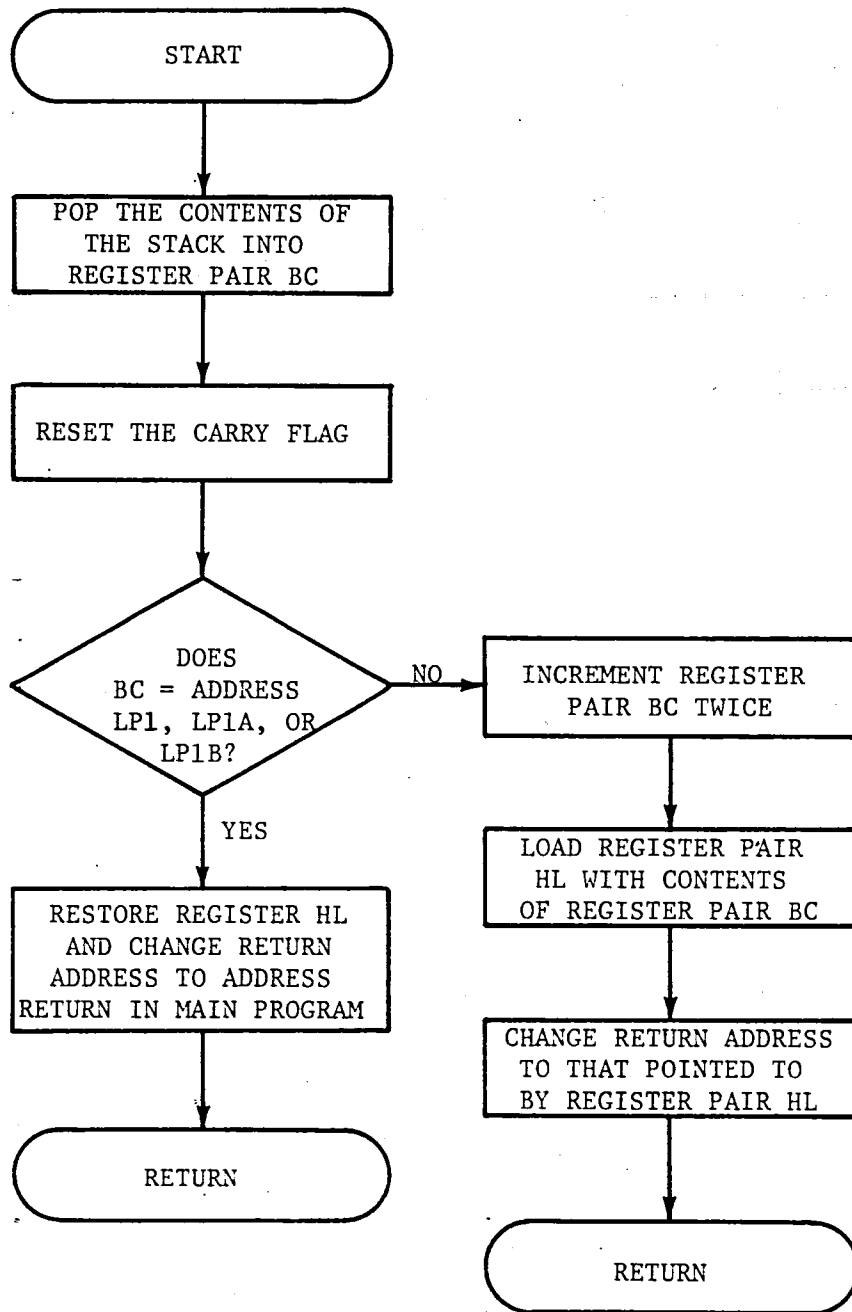 START
POP THE CONTENTS OF
THE STACK INTO
REGISTER PAIR BC
RESET THE CARRY FLAG
DOES
BC = ADDRESS
LP1, LP1A, OR
LP1B?
NO
YES
RESTORE REGISTER HL
AND CHANGE RETURN
ADDRESS TO ADDRESS
RETURN IN MAIN PROGRAM
RETURN
INCREMENT REGISTER
PAIR BC TWICE
LOAD REGISTER PAIR
HL WITH CONTENTS
OF REGISTER PAIR BC
CHANGE RETURN ADDRESS
TO THAT POINTED TO
BY REGISTER PAIR HL
RETURN